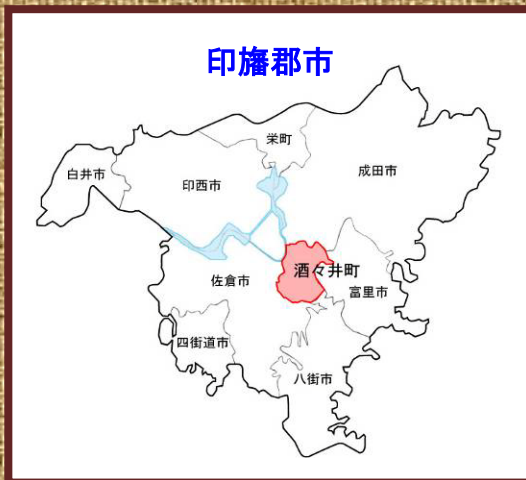 印旛郡市
栄町
成田市
白井市
印西市
酒々井町
佐倉市
富里市
四街道市
八街市